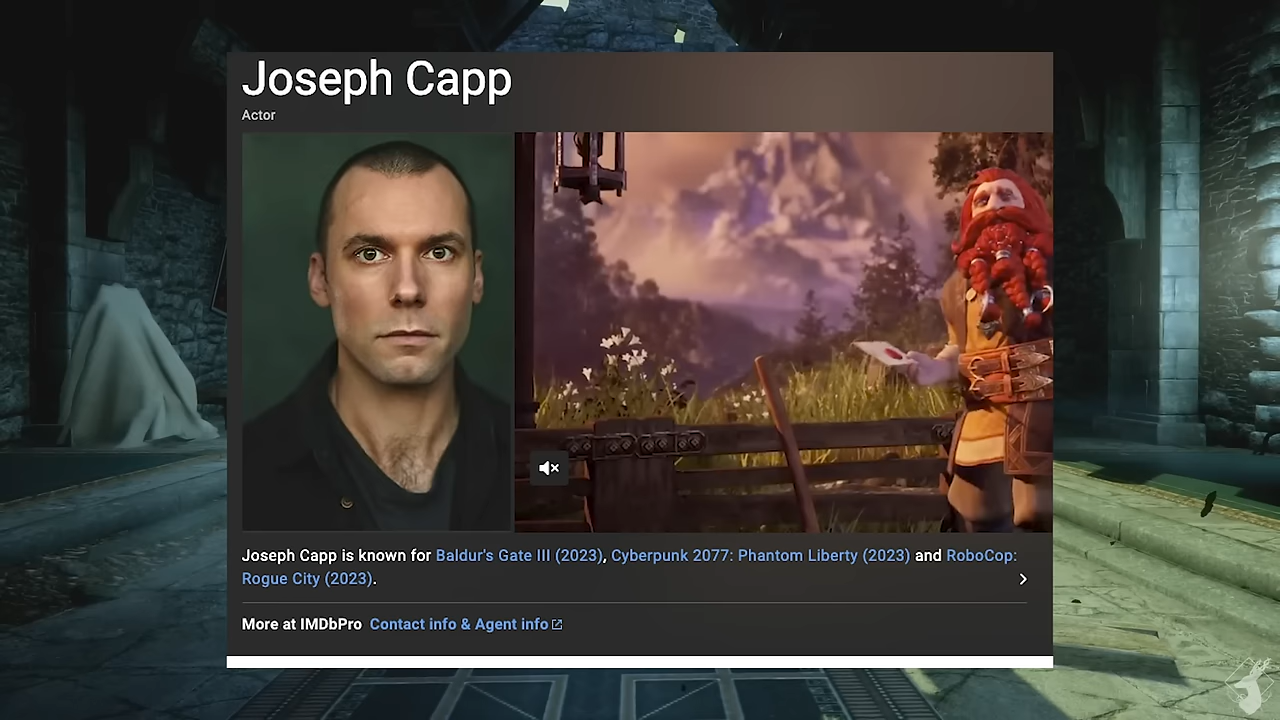 Joseph Capp
Actor
Joseph Capp is known for Baldur's Gate III (2023), Cyberpunk 2077: Phantom Liberty (2023) and RoboCop:
Rogue City (2023).
More at IMDbPro Contact info & Agent info